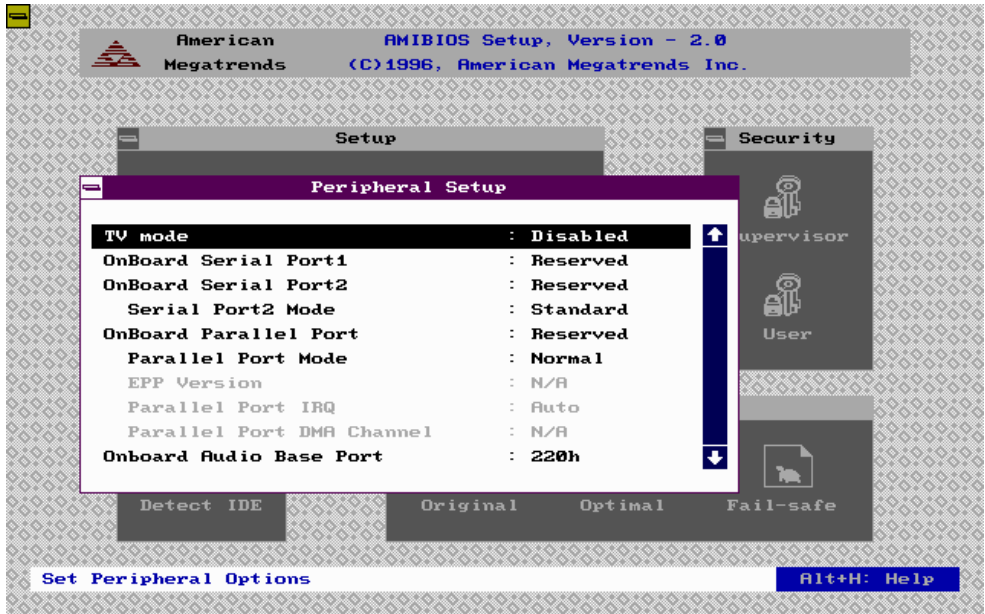 American AMIBIOS Setup, Version - 2.0
Megatrends (C)1996, American Megatrends Inc.
Setup
Security
Peripheral Setup
TV mode : Disabled
OnBoard Serial Port1 : Reserved
OnBoard Serial Port2 : Reserved
Serial Port2 Mode : Standard
OnBoard Parallel Port : Reserved
Parallel Port Mode : Normal
EPP Version : N/A
Parallel Port IRQ : Auto
Parallel Port DMA Channel : N/A
Onboard Audio Base Port : 220h
upervisor
User
Detect IDE
Original
Optimal
Fail-safe
Set Peripheral Options
Alt+H: Help